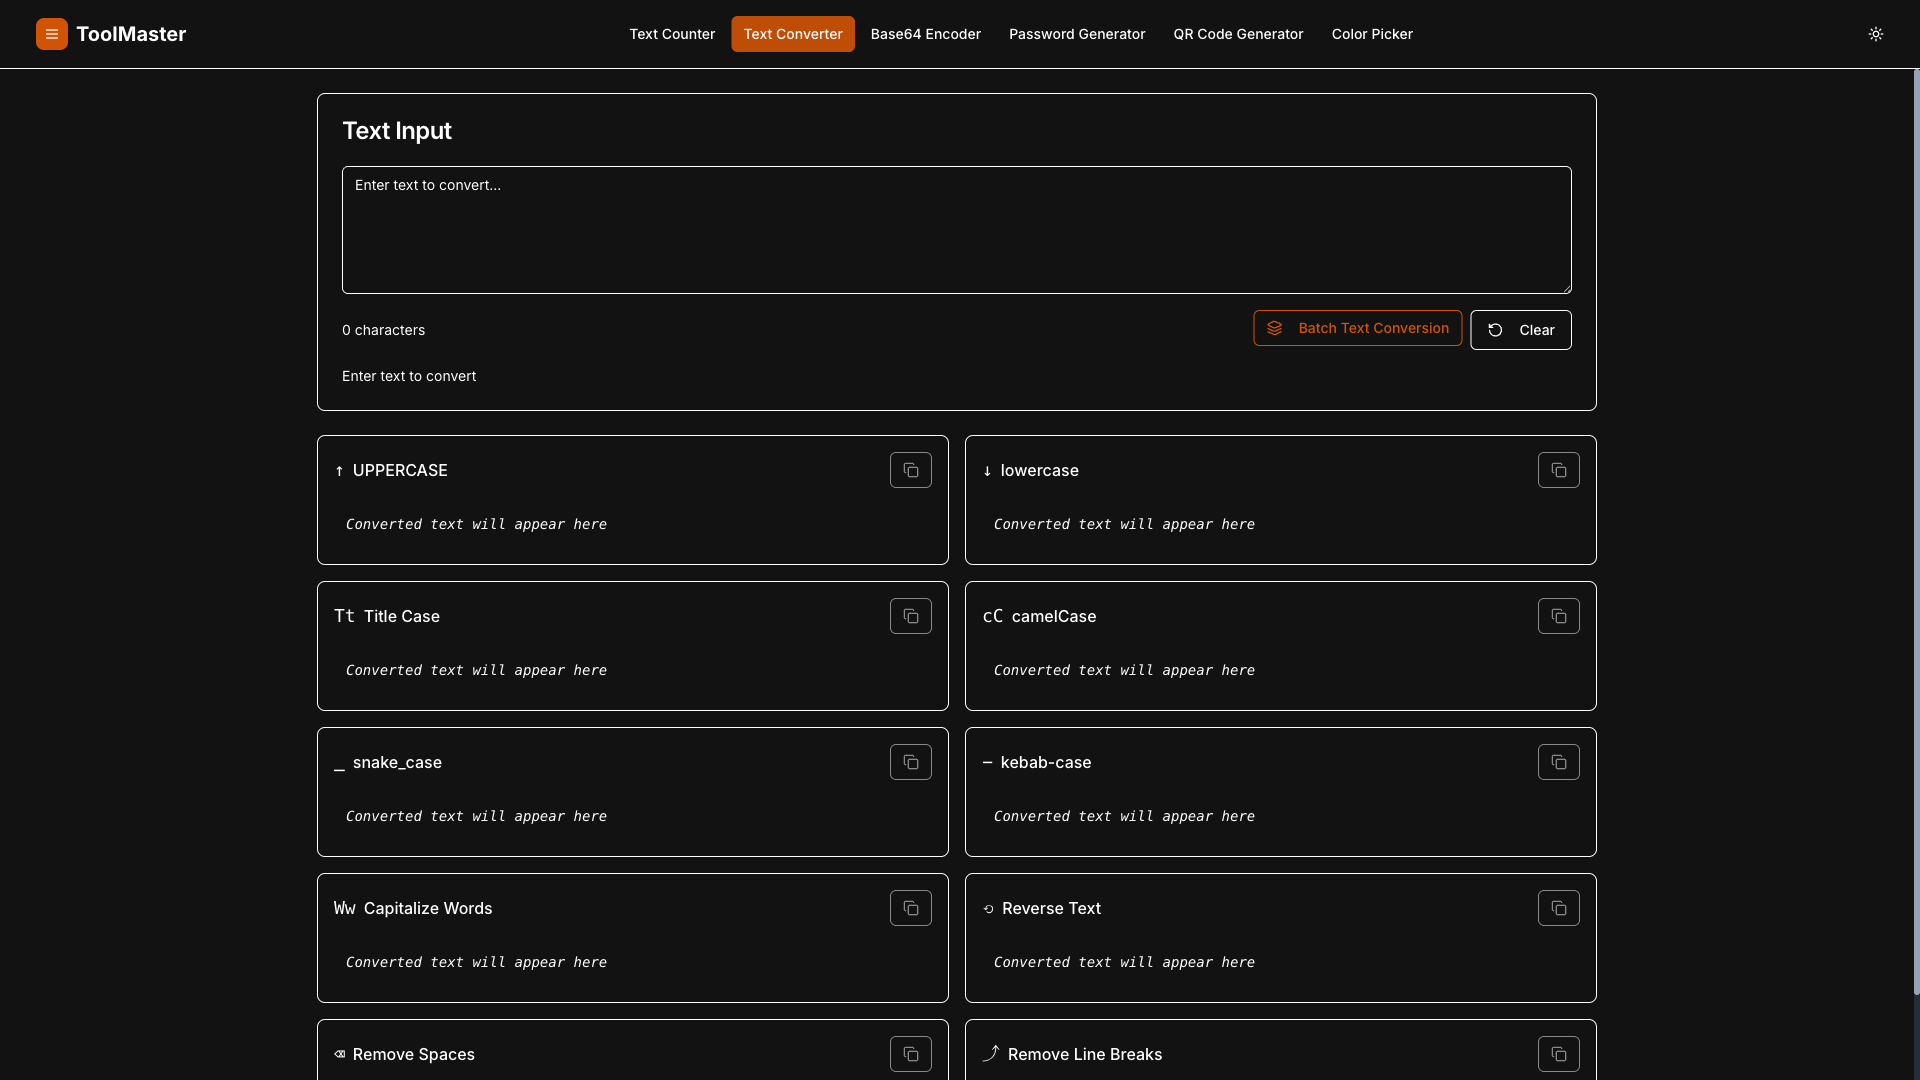 ToolMaster
Text Counter
Text Converter
Base64 Encoder
Password Generator
QR Code Generator
Color Picker
Text Input
Enter text to convert...
0 characters
Batch Text Conversion
Clear
Enter text to convert
↑ UPPERCASE
Converted text will appear here
↓ lowercase
Converted text will appear here
Tt Title Case
Converted text will appear here
cC camelCase
Converted text will appear here
_ snake_case
Converted text will appear here
- kebab-case
Converted text will appear here
Ww Capitalize Words
Converted text will appear here
⟲ Reverse Text
Converted text will appear here
⌫ Remove Spaces
⤴ Remove Line Breaks